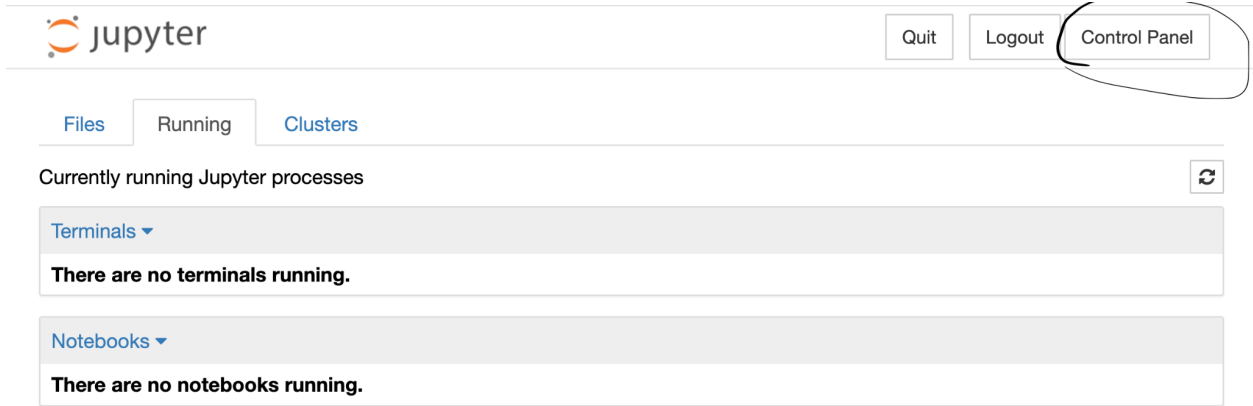 jupyter Quit Logout Control Panel
Files Running Clusters
Currently running Jupyter processes
Terminals
There are no terminals running.
Notebooks
There are no notebooks running.